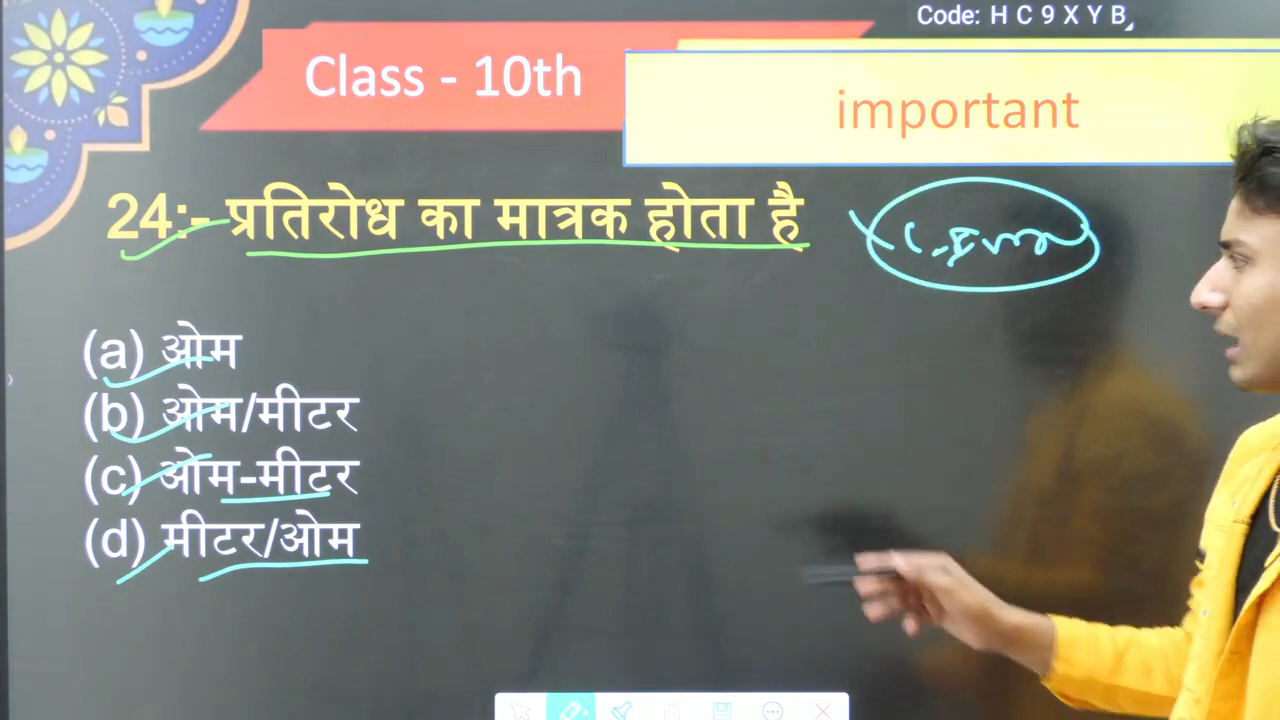 Code: H C 9 X Y B
Class - 10th
important
24:- प्रतिरोध का मात्रक होता है
(a) ओम
(b) ओम/मीटर
(c) ओम-मीटर
(d) मीटर/ओम